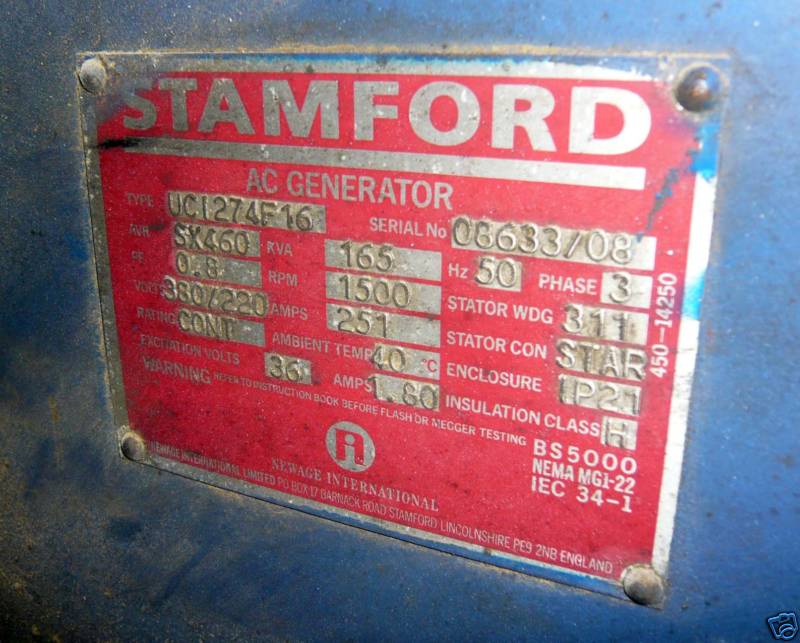 STAMFORD
AC GENERATOR
TYPE UCI274F16 SERIAL No 08633/08
AVR SX460 KVA 165 Hz 50 PHASE 3
PF 0.8 RPM 1500 STATOR WDG 311
VOLTS 380/220 AMPS 251 STATOR CON STAR
RATING CONT AMBIENT TEMP 40 °C ENCLOSURE IP21
EXCITATION VOLTS 36 AMPS 1.80 INSULATION CLASS H
WARNING REFER TO INSTRUCTION BOOK BEFORE FLASH OR MEGGER TESTING
BS5000
NEMA MG1-22
IEC 34-1
NEWAGE INTERNATIONAL
NEWAGE INTERNATIONAL LIMITED PO BOX 17 BARNACK ROAD STAMFORD LINCOLNSHIRE PE9 2NB ENGLAND
450-14250